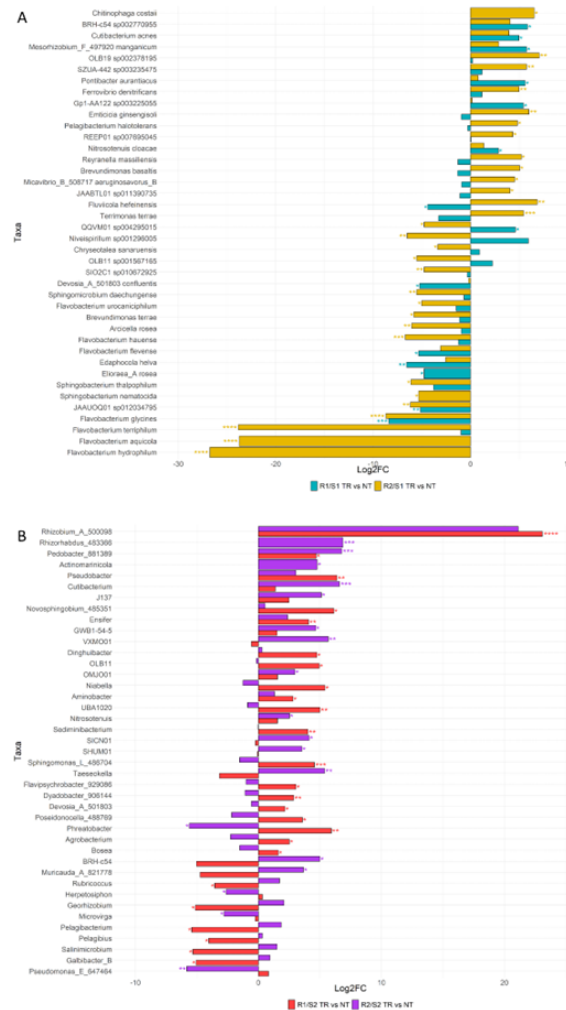 A
Chitinophaga costaii
BRH-c54 sp002770955
Cutibacterium acnes
Mesorhizobium_F_497920 manganicum
OLB19 sp002378195
SZUA-442 sp003235475
Pontibacter aurantiacus
Ferrovibrio denitrificans
Gp1-AA122 sp003225055
Emticicia ginsengisoli
Pelagibacterium halotolerans
REEP01 sp007695045
Nitrosotenuis cloacae
Reyranella massiliensis
Brevundimonas basaltis
Micavibrio_B_508717 aeruginosavorus_B
JAABTL01 sp011390735
Fluviicola hefeinensis
Terrimonas terrae
QQVM01 sp004295015
Niveispirillum sp001296005
Chryseotalea sanaruensis
OLB11 sp001567165
SIO2C1 sp010672925
Devosia_A_501803 confluentis
Sphingomicrobium daechungense
Flavobacterium urocaniciphilum
Brevundimonas terrae
Arcicella rosea
Flavobacterium hauense
Flavobacterium flevense
Edaphocola helva
Elioraea_A rosea
Sphingobacterium thalpophilum
Sphingobacterium nematocida
JAAUOQ01 sp012034795
Flavobacterium glycines
Flavobacterium terriphilum
Flavobacterium aquicola
Flavobacterium hydrophilum
Taxa
-30
-20
-10
0
10
Log2FC
R1/S1 TR vs NT
R2/S1 TR vs NT
B
Rhizobium_A_500098
Rhizorhabdus_483366
Pedobacter_881389
Actinomarinicola
Pseudobacter
Cutibacterium
J137
Novosphingobium_485351
Ensifer
GWB1-54-5
VXMO01
Dinghuibacter
OLB11
OMJO01
Niabella
Aminobacter
UBA1020
Nitrosotenuis
Sediminibacterium
SICN01
SHUM01
Sphingomonas_L_486704
Taeseokella
Flavipsychrobacter_929086
Dyadobacter_906144
Devosia_A_501803
Poseidonocella_488769
Phreatobacter
Agrobacterium
Bosea
BRH-c54
Muricauda_A_821778
Rubricoccus
Herpetosiphon
Georhizobium
Microvirga
Pelagibacterium
Pelagibius
Salinimicrobium
Galbibacter_B
Pseudomonas_E_647464
Taxa
-10
0
10
20
Log2FC
R1/S2 TR vs NT
R2/S2 TR vs NT